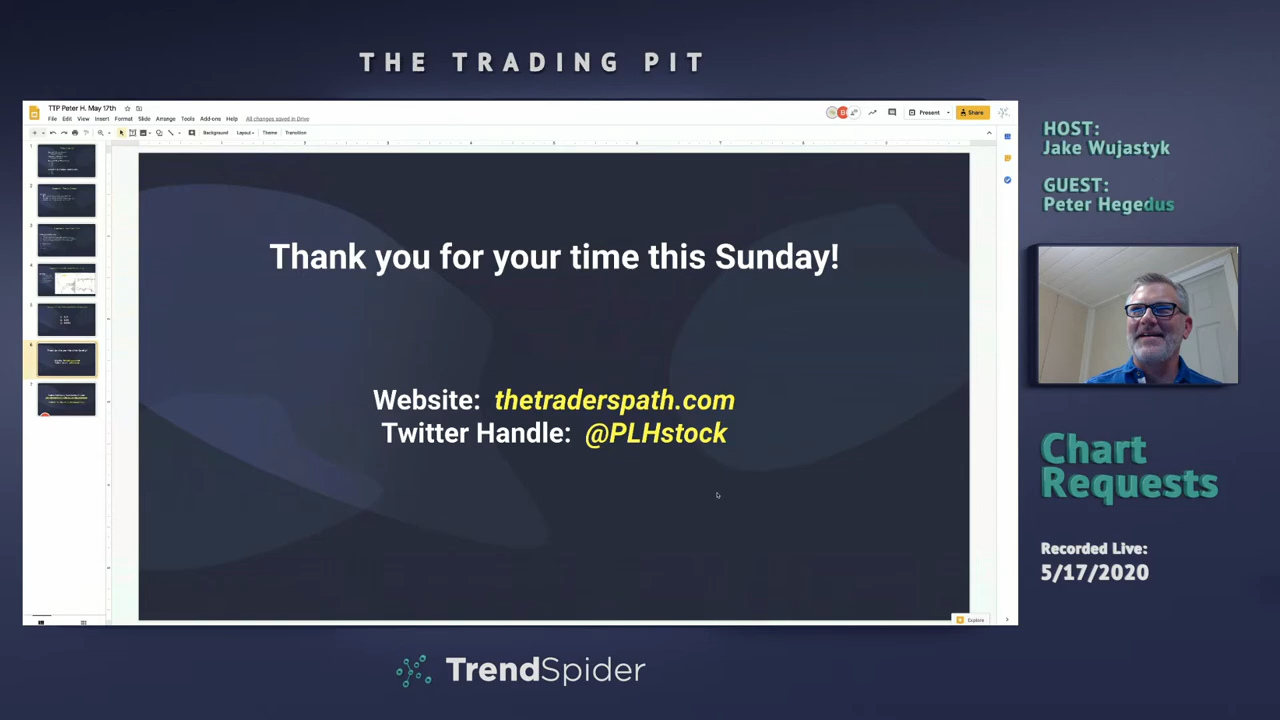 THE TRADING PIT
TTP Peter H. May 17th
File Edit View Insert Format Slide Arrange Tools Add-ons Help All changes saved in Drive
Present
Share
Background Layout Theme Transition
Thank you for your time this Sunday!
Website: thetraderspath.com
Twitter Handle: @PLHstock
Explore
HOST:
Jake Wujastyk
GUEST:
Peter Hegedus
Chart
Requests
Recorded Live:
5/17/2020
TrendSpider